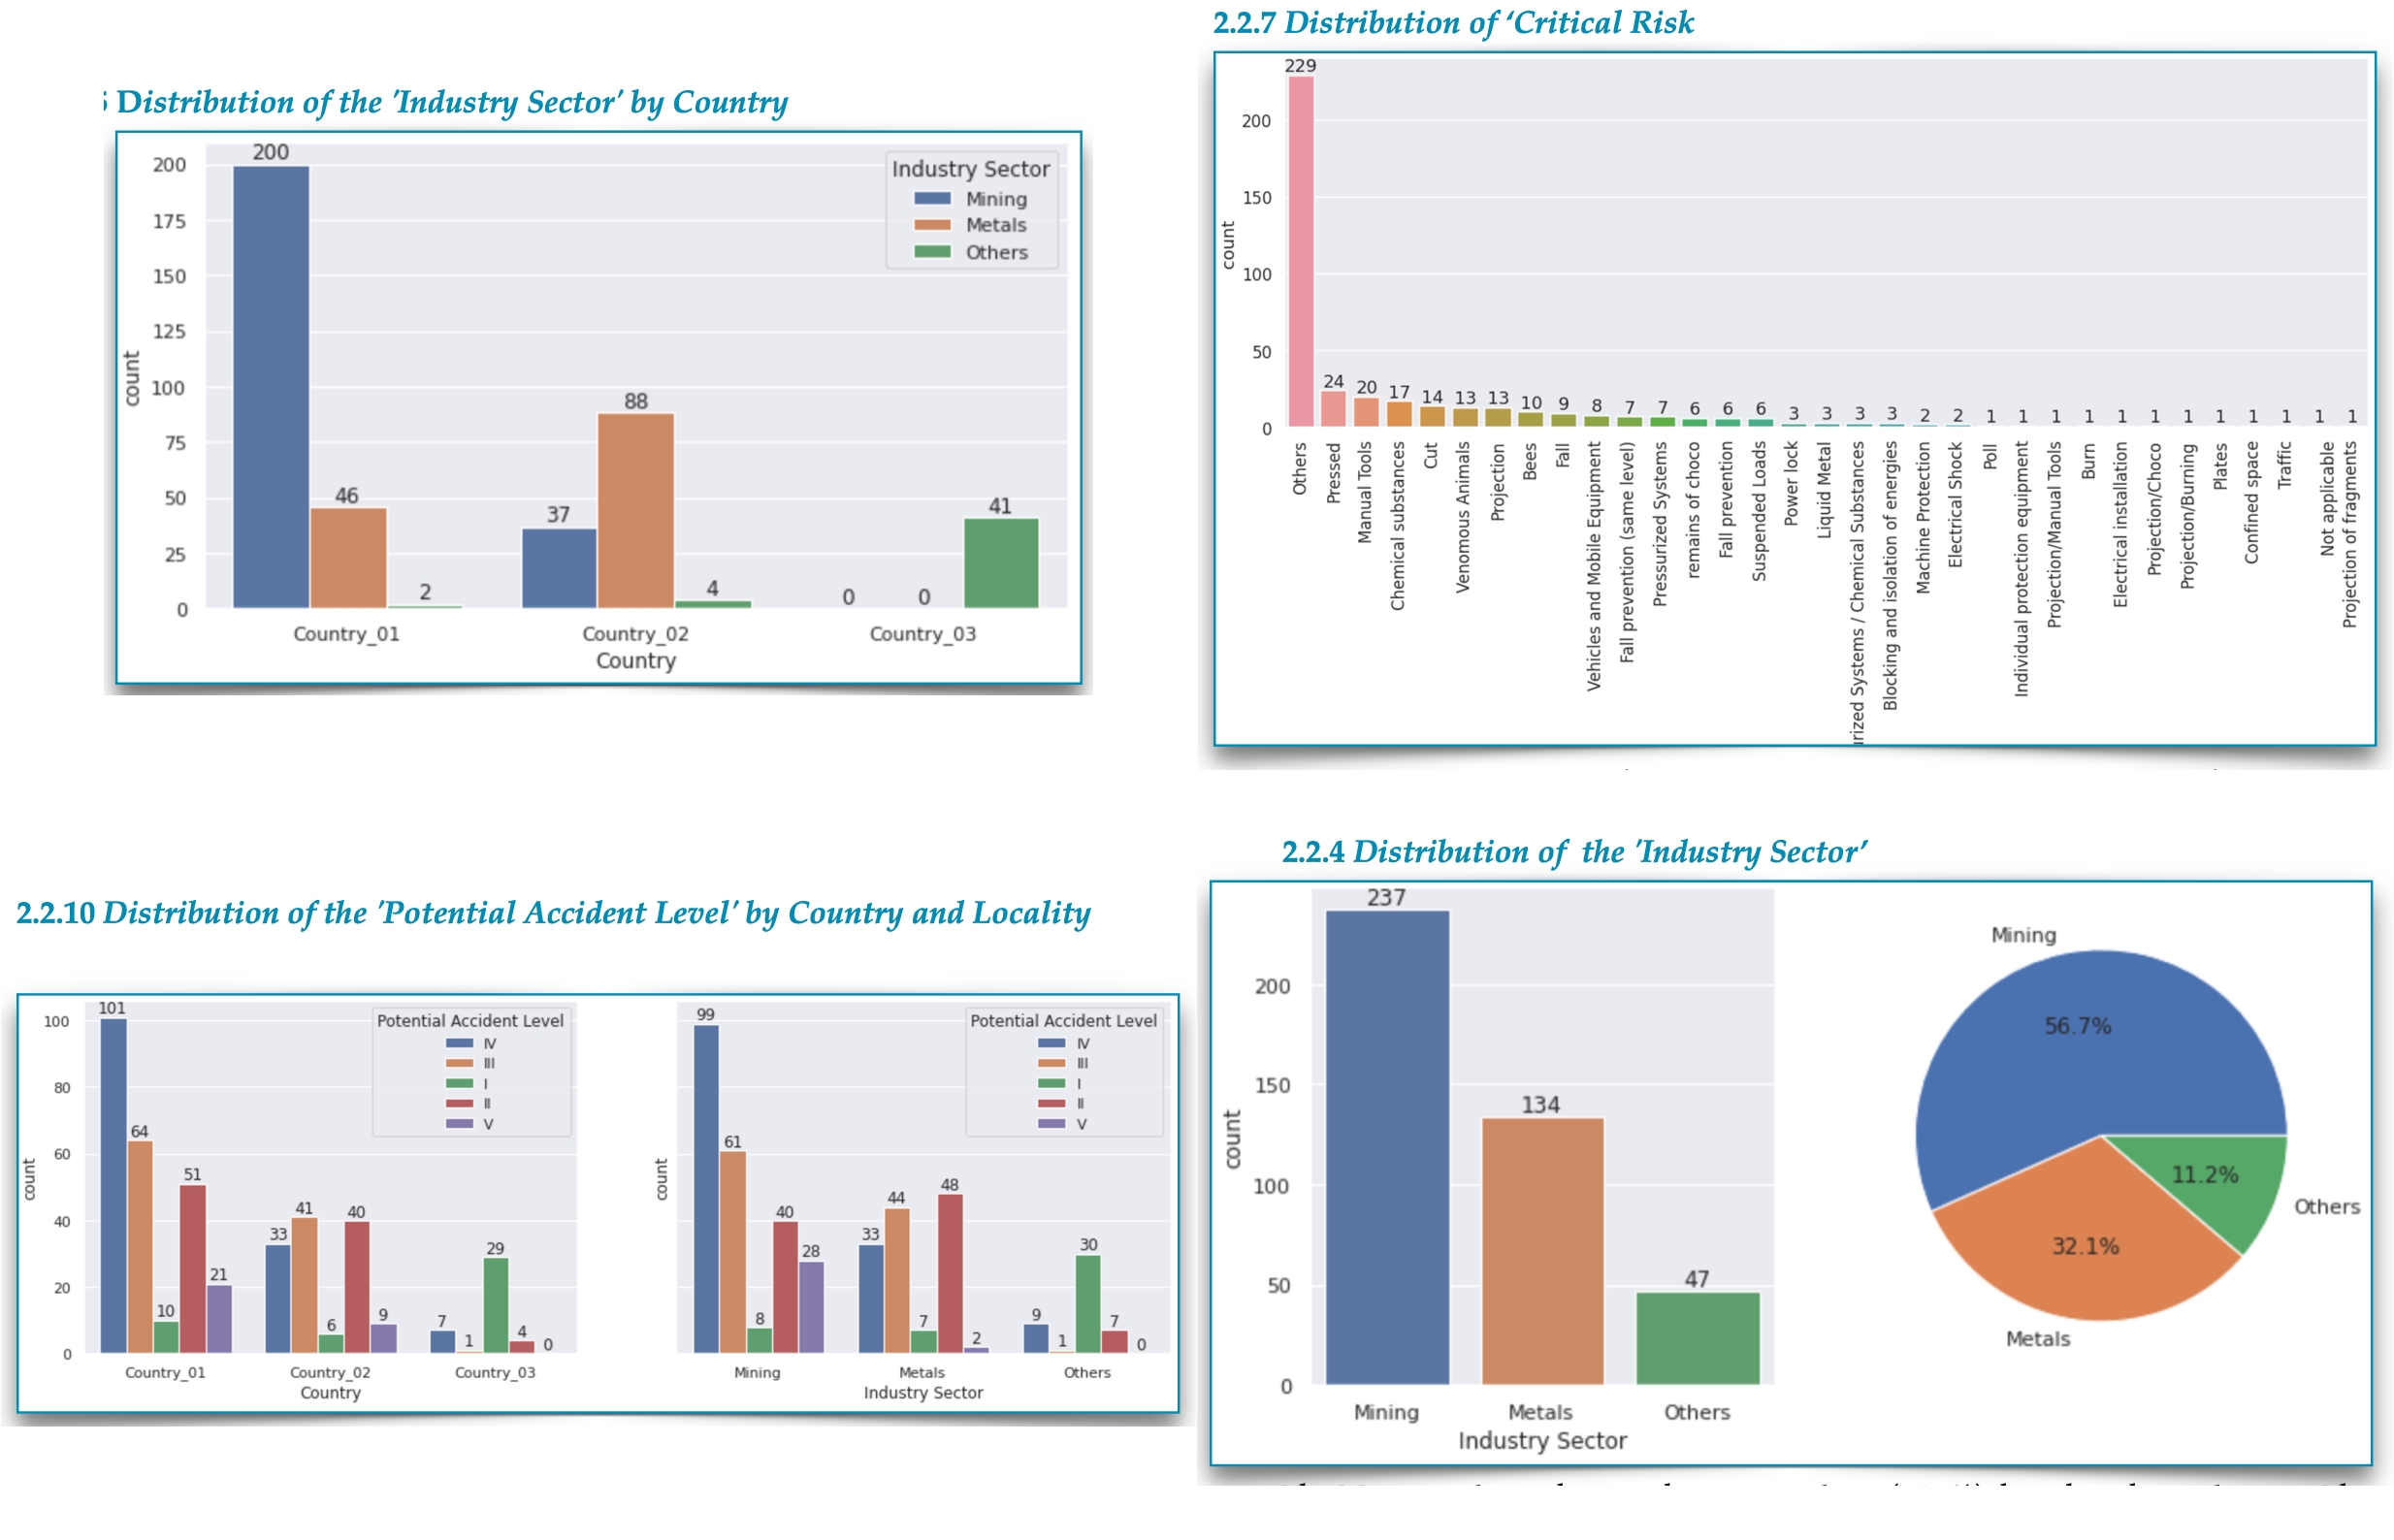 Distribution of the 'Industry Sector' by Country
200
200
175
150
125
100
75
50
25
0
count
46
2
37
88
4
0
0
41
Industry Sector
Mining
Metals
Others
Country_01
Country_02
Country_03
Country
2.2.7 Distribution of ‘Critical Risk
229
200
150
100
50
0
count
24
20
17
14
13
13
10
9
8
7
7
6
6
6
3
3
3
3
2
2
1
1
1
1
1
1
1
1
1
1
1
1
Others
Pressed
Manual Tools
Chemical substances
Cut
Venomous Animals
Projection
Bees
Fall
Vehicles and Mobile Equipment
Fall prevention (same level)
Pressurized Systems
remains of choco
Fall prevention
Suspended Loads
Power lock
Liquid Metal
urized Systems / Chemical Substances
Blocking and isolation of energies
Machine Protection
Electrical Shock
Poll
Individual protection equipment
Projection/Manual Tools
Burn
Electrical installation
Projection/Choco
Projection/Burning
Plates
Confined space
Traffic
Not applicable
Projection of fragments
2.2.10 Distribution of the 'Potential Accident Level' by Country and Locality
100
80
60
40
20
0
count
101
64
10
51
21
33
41
6
40
9
7
1
29
4
0
Potential Accident Level
IV
III
I
II
V
Country_01
Country_02
Country_03
Country
count
99
61
8
40
28
33
44
7
48
2
9
1
30
7
0
Potential Accident Level
IV
III
I
II
V
Mining
Metals
Others
Industry Sector
2.2.4 Distribution of the 'Industry Sector'
237
134
47
200
150
100
50
0
count
Mining
Metals
Others
Industry Sector
Mining
56.7%
11.2%
Others
32.1%
Metals